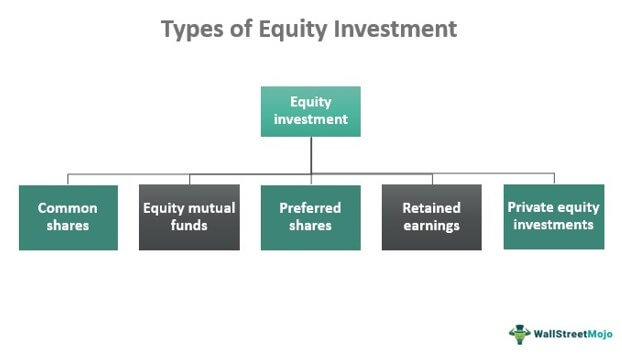 Types of Equity Investment
Equity
investment
Common
shares
Equity mutual
funds
Preferred
shares
Retained
earnings
Private equity
investments
WallStreetMojo